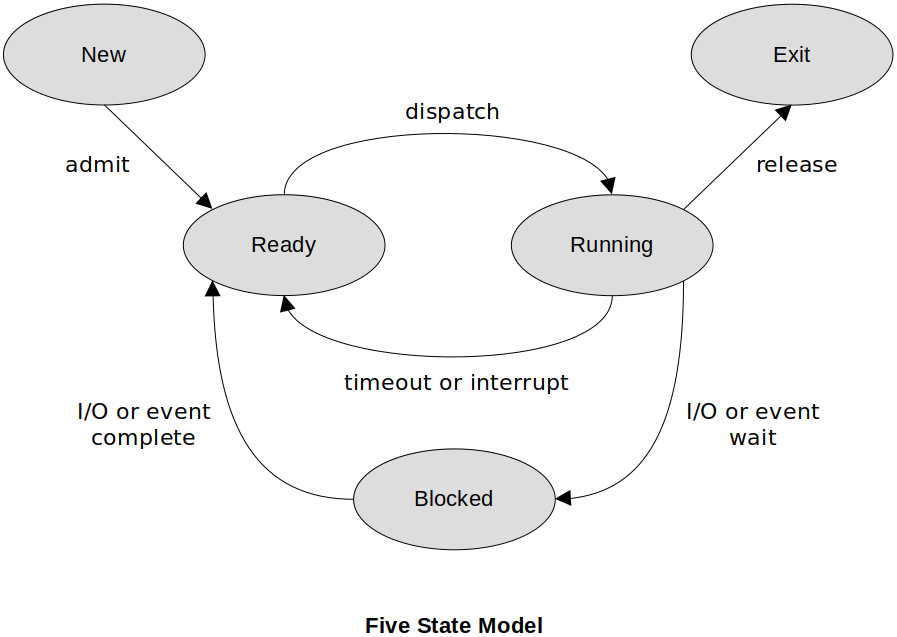 New
Exit
dispatch
admit
release
Ready
Running
timeout or interrupt
I/O or event
complete
I/O or event
wait
Blocked
Five State Model